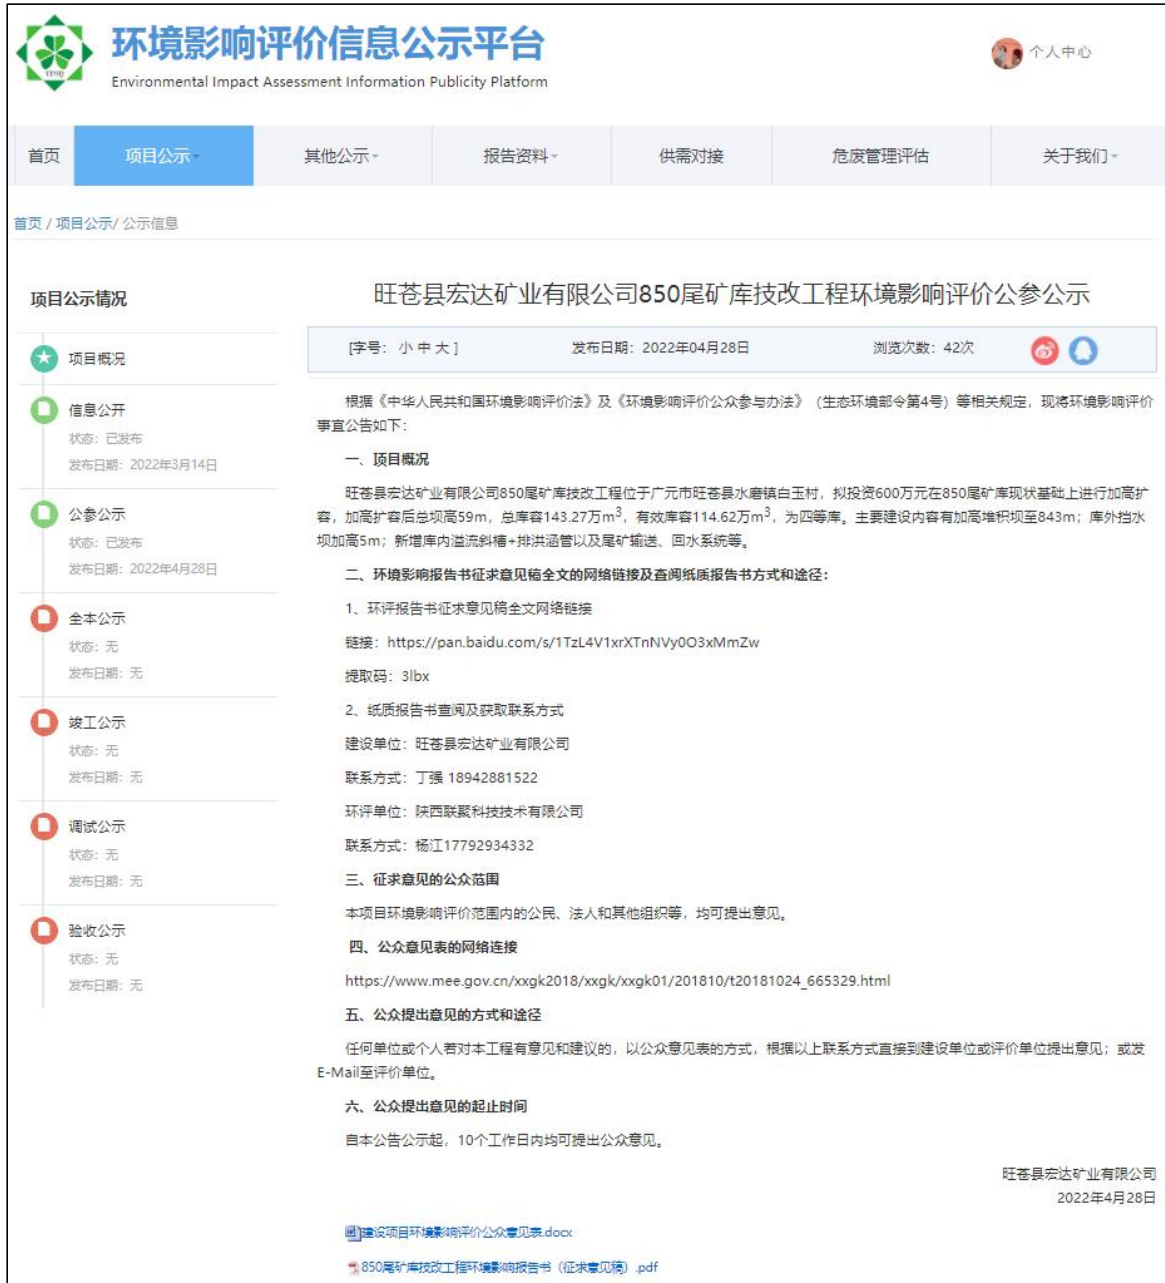 环境影响评价信息公示平台
Environmental Impact Assessment Information Publicity Platform
个人中心
首页
项目公示
其他公示
报告资料
供需对接
危废管理评估
关于我们
首页 / 项目公示/ 公示信息
项目公示情况
项目概况
信息公开
状态：已发布
发布日期：2022年3月14日
公参公示
状态：已发布
发布日期：2022年4月28日
全本公示
状态：无
发布日期：无
竣工公示
状态：无
发布日期：无
调试公示
状态：无
发布日期：无
验收公示
状态：无
发布日期：无
旺苍县宏达矿业有限公司850尾矿库技改工程环境影响评价公参公示
[字号： 小 中 大 ]
发布日期：2022年04月28日
浏览次数：42次
根据《中华人民共和国环境影响评价法》及《环境影响评价公众参与办法》（生态环境部令第4号）等相关规定，现将环境影响评价
事宜公告如下：
一、项目概况
旺苍县宏达矿业有限公司850尾矿库技改工程位于广元市旺苍县水磨镇白玉村，拟投资600万元在850尾矿库现状基础上进行加高扩
容，加高扩容后总坝高59m，总库容143.27万m³，有效库容114.62万m³，为四等库。主要建设内容有加高堆积坝至843m；库外挡水
坝加高5m；新增库内溢流斜槽+排洪涵管以及尾矿输送、回水系统等。
二、环境影响报告书征求意见稿全文的网络链接及查阅纸质报告书方式和途径：
1、环评报告书征求意见稿全文网络链接
链接：https://pan.baidu.com/s/1TzL4V1xrXTnNVy0O3xMmZw
提取码：3lbx
2、纸质报告书查阅及获取联系方式
建设单位：旺苍县宏达矿业有限公司
联系方式：丁强 18942881522
环评单位：陕西联聚科技技术有限公司
联系方式：杨江17792934332
三、征求意见的公众范围
本项目环境影响评价范围内的公民、法人和其他组织等，均可提出意见。
四、公众意见表的网络连接
https://www.mee.gov.cn/xxgk2018/xxgk/xxgk01/201810/t20181024_665329.html
五、公众提出意见的方式和途径
任何单位或个人若对本工程有意见和建议的，以公众意见表的方式，根据以上联系方式直接到建设单位或评价单位提出意见；或发
E-Mail至评价单位。
六、公众提出意见的起止时间
自本公告公示起，10个工作日内均可提出公众意见。
旺苍县宏达矿业有限公司
2022年4月28日
建设项目环境影响评价公众意见表.docx
850尾矿库技改工程环境影响报告书（征求意见稿）.pdf